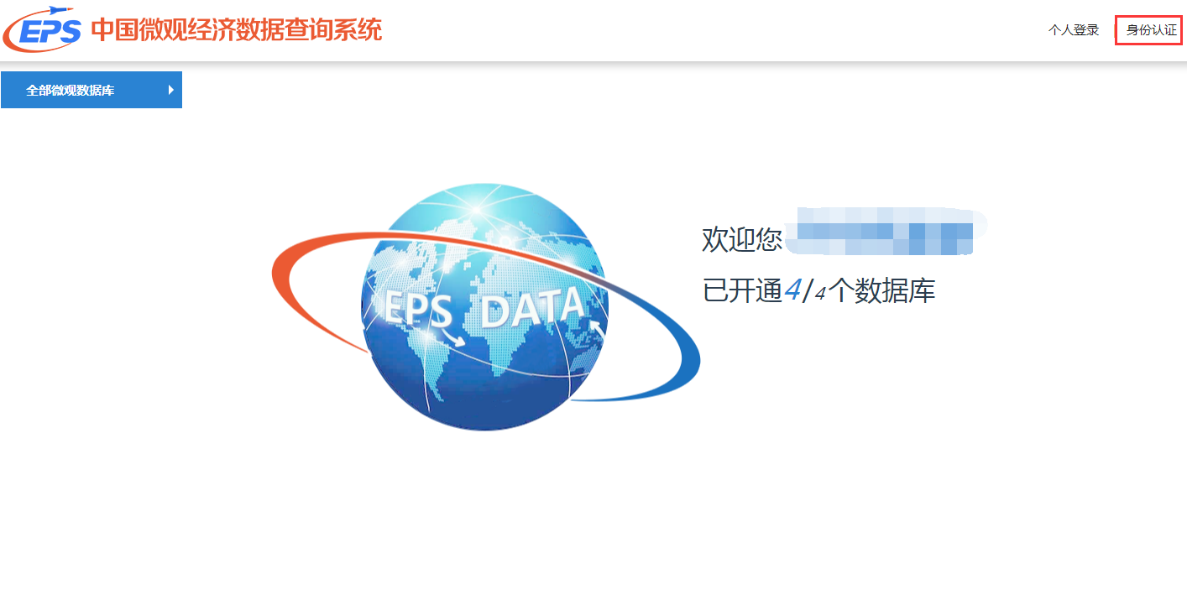 EPS 中国微观经济数据查询系统
个人登录 身份认证
全部微观数据库
EPS DATA
欢迎您
已开通4/4个数据库